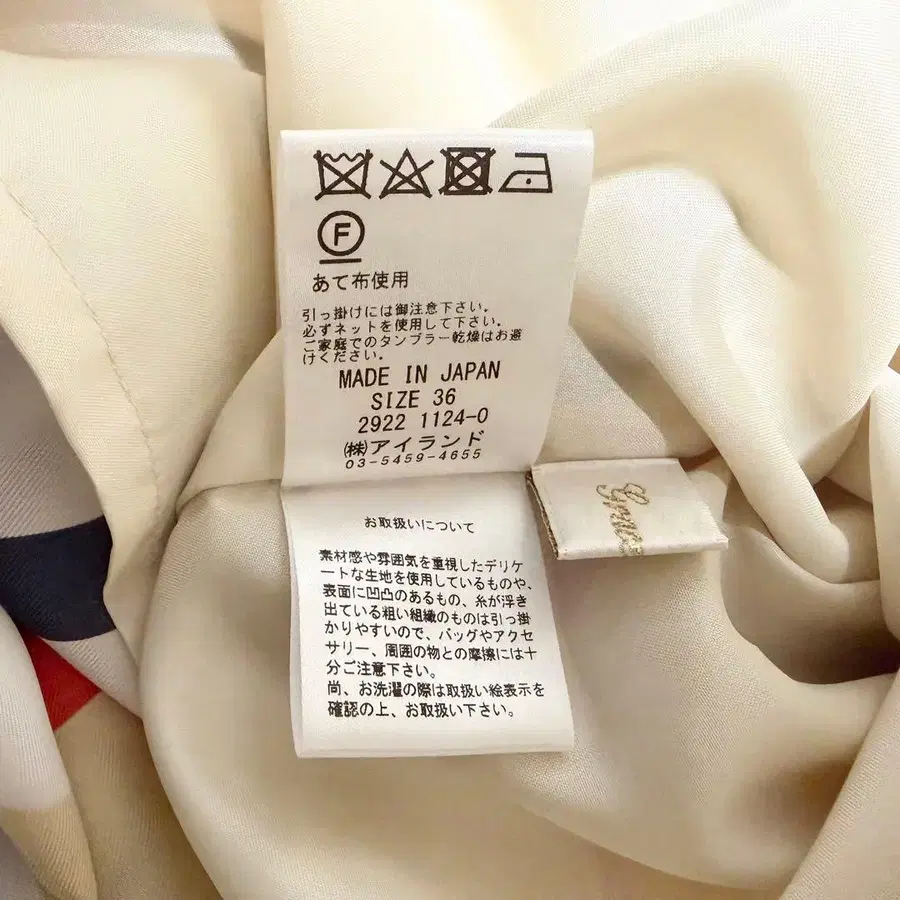 F
あて布使用
引っ掛けには御注意下さい。
必ずネットを使用して下さい。
ご家庭でのタンブラー乾燥はお避
けください。
MADE IN JAPAN
SIZE 36
2922 1124-0
㈱アイランド
03-5459-4655
お取扱いについて
素材感や雰囲気を重視したデリケ
ートな生地を使用しているものや、
表面に凹凸のあるもの、糸が浮き
出ている粗い組織のものは引っ掛
かりやすいので、バッグやアクセ
サリー、周囲の物との摩擦には十
分ご注意下さい。
尚、お洗濯の際は取扱い絵表示を
確認の上、お取扱い下さい。